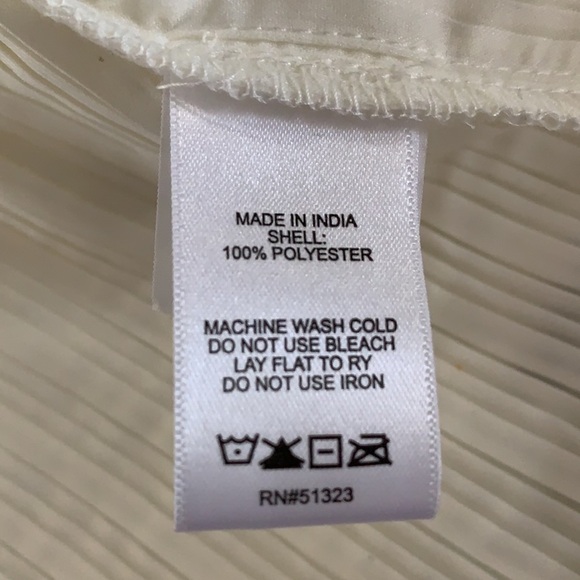 MADE IN INDIA
SHELL:
100% POLYESTER
MACHINE WASH COLD
DO NOT USE BLEACH
LAY FLAT TO RY
DO NOT USE IRON
RN#51323